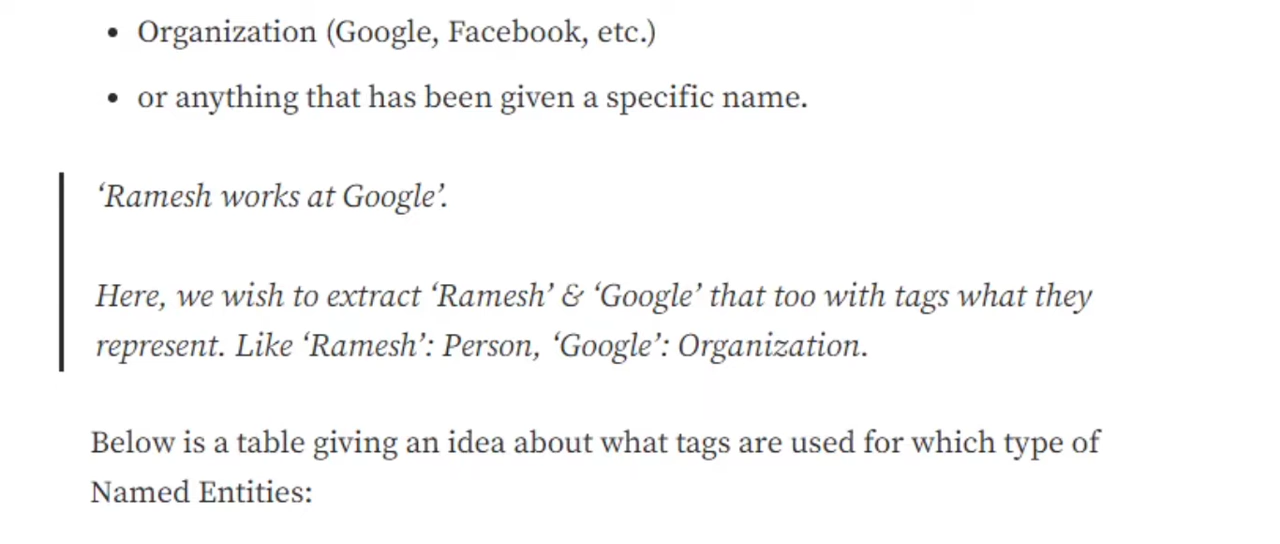 Organization (Google, Facebook, etc.)
or anything that has been given a specific name.
‘Ramesh works at Google’.
Here, we wish to extract ‘Ramesh’ & ‘Google’ that too with tags what they
represent. Like ‘Ramesh’: Person, ‘Google’: Organization.
Below is a table giving an idea about what tags are used for which type of
Named Entities: